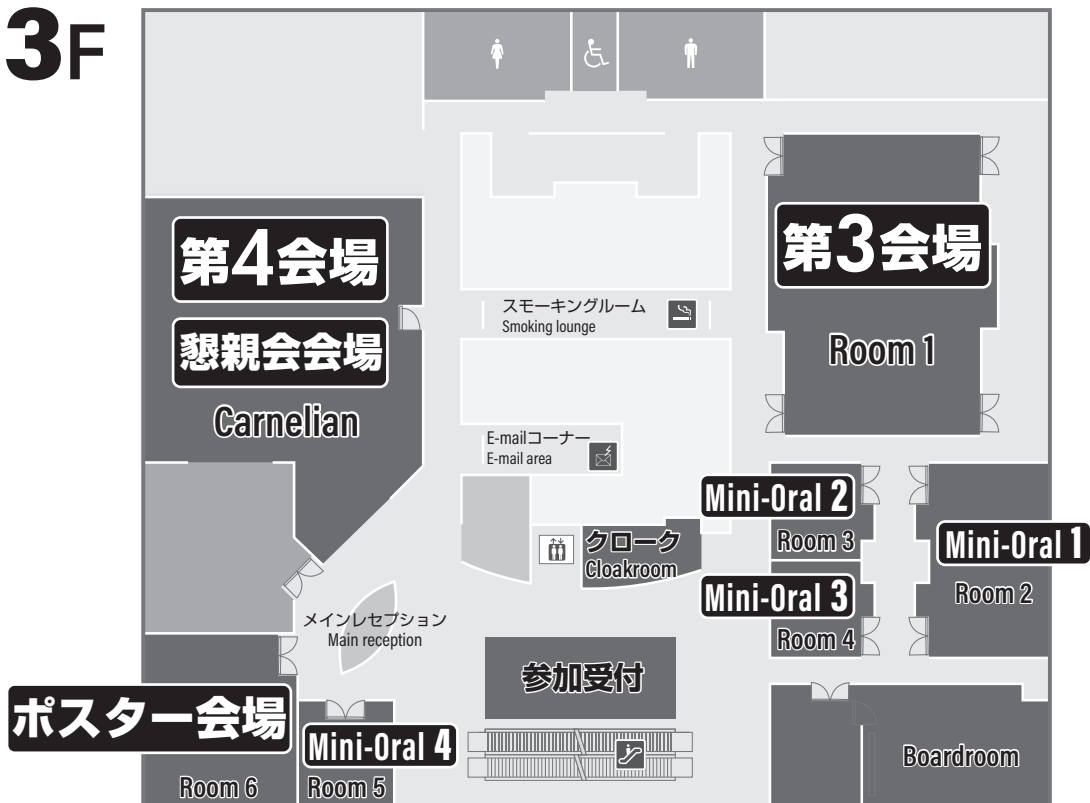 3F
第4会場
懇親会会場
Carnelian
第3会場
Room 1
スモーキングルーム
Smoking lounge
E-mailコーナー
E-mail area
クローク
Cloakroom
Mini-Oral 2
Room 3
Mini-Oral 1
Room 2
Mini-Oral 3
Room 4
メインレセプション
Main reception
参加受付
ポスター会場
Room 6
Mini-Oral 4
Room 5
Boardroom